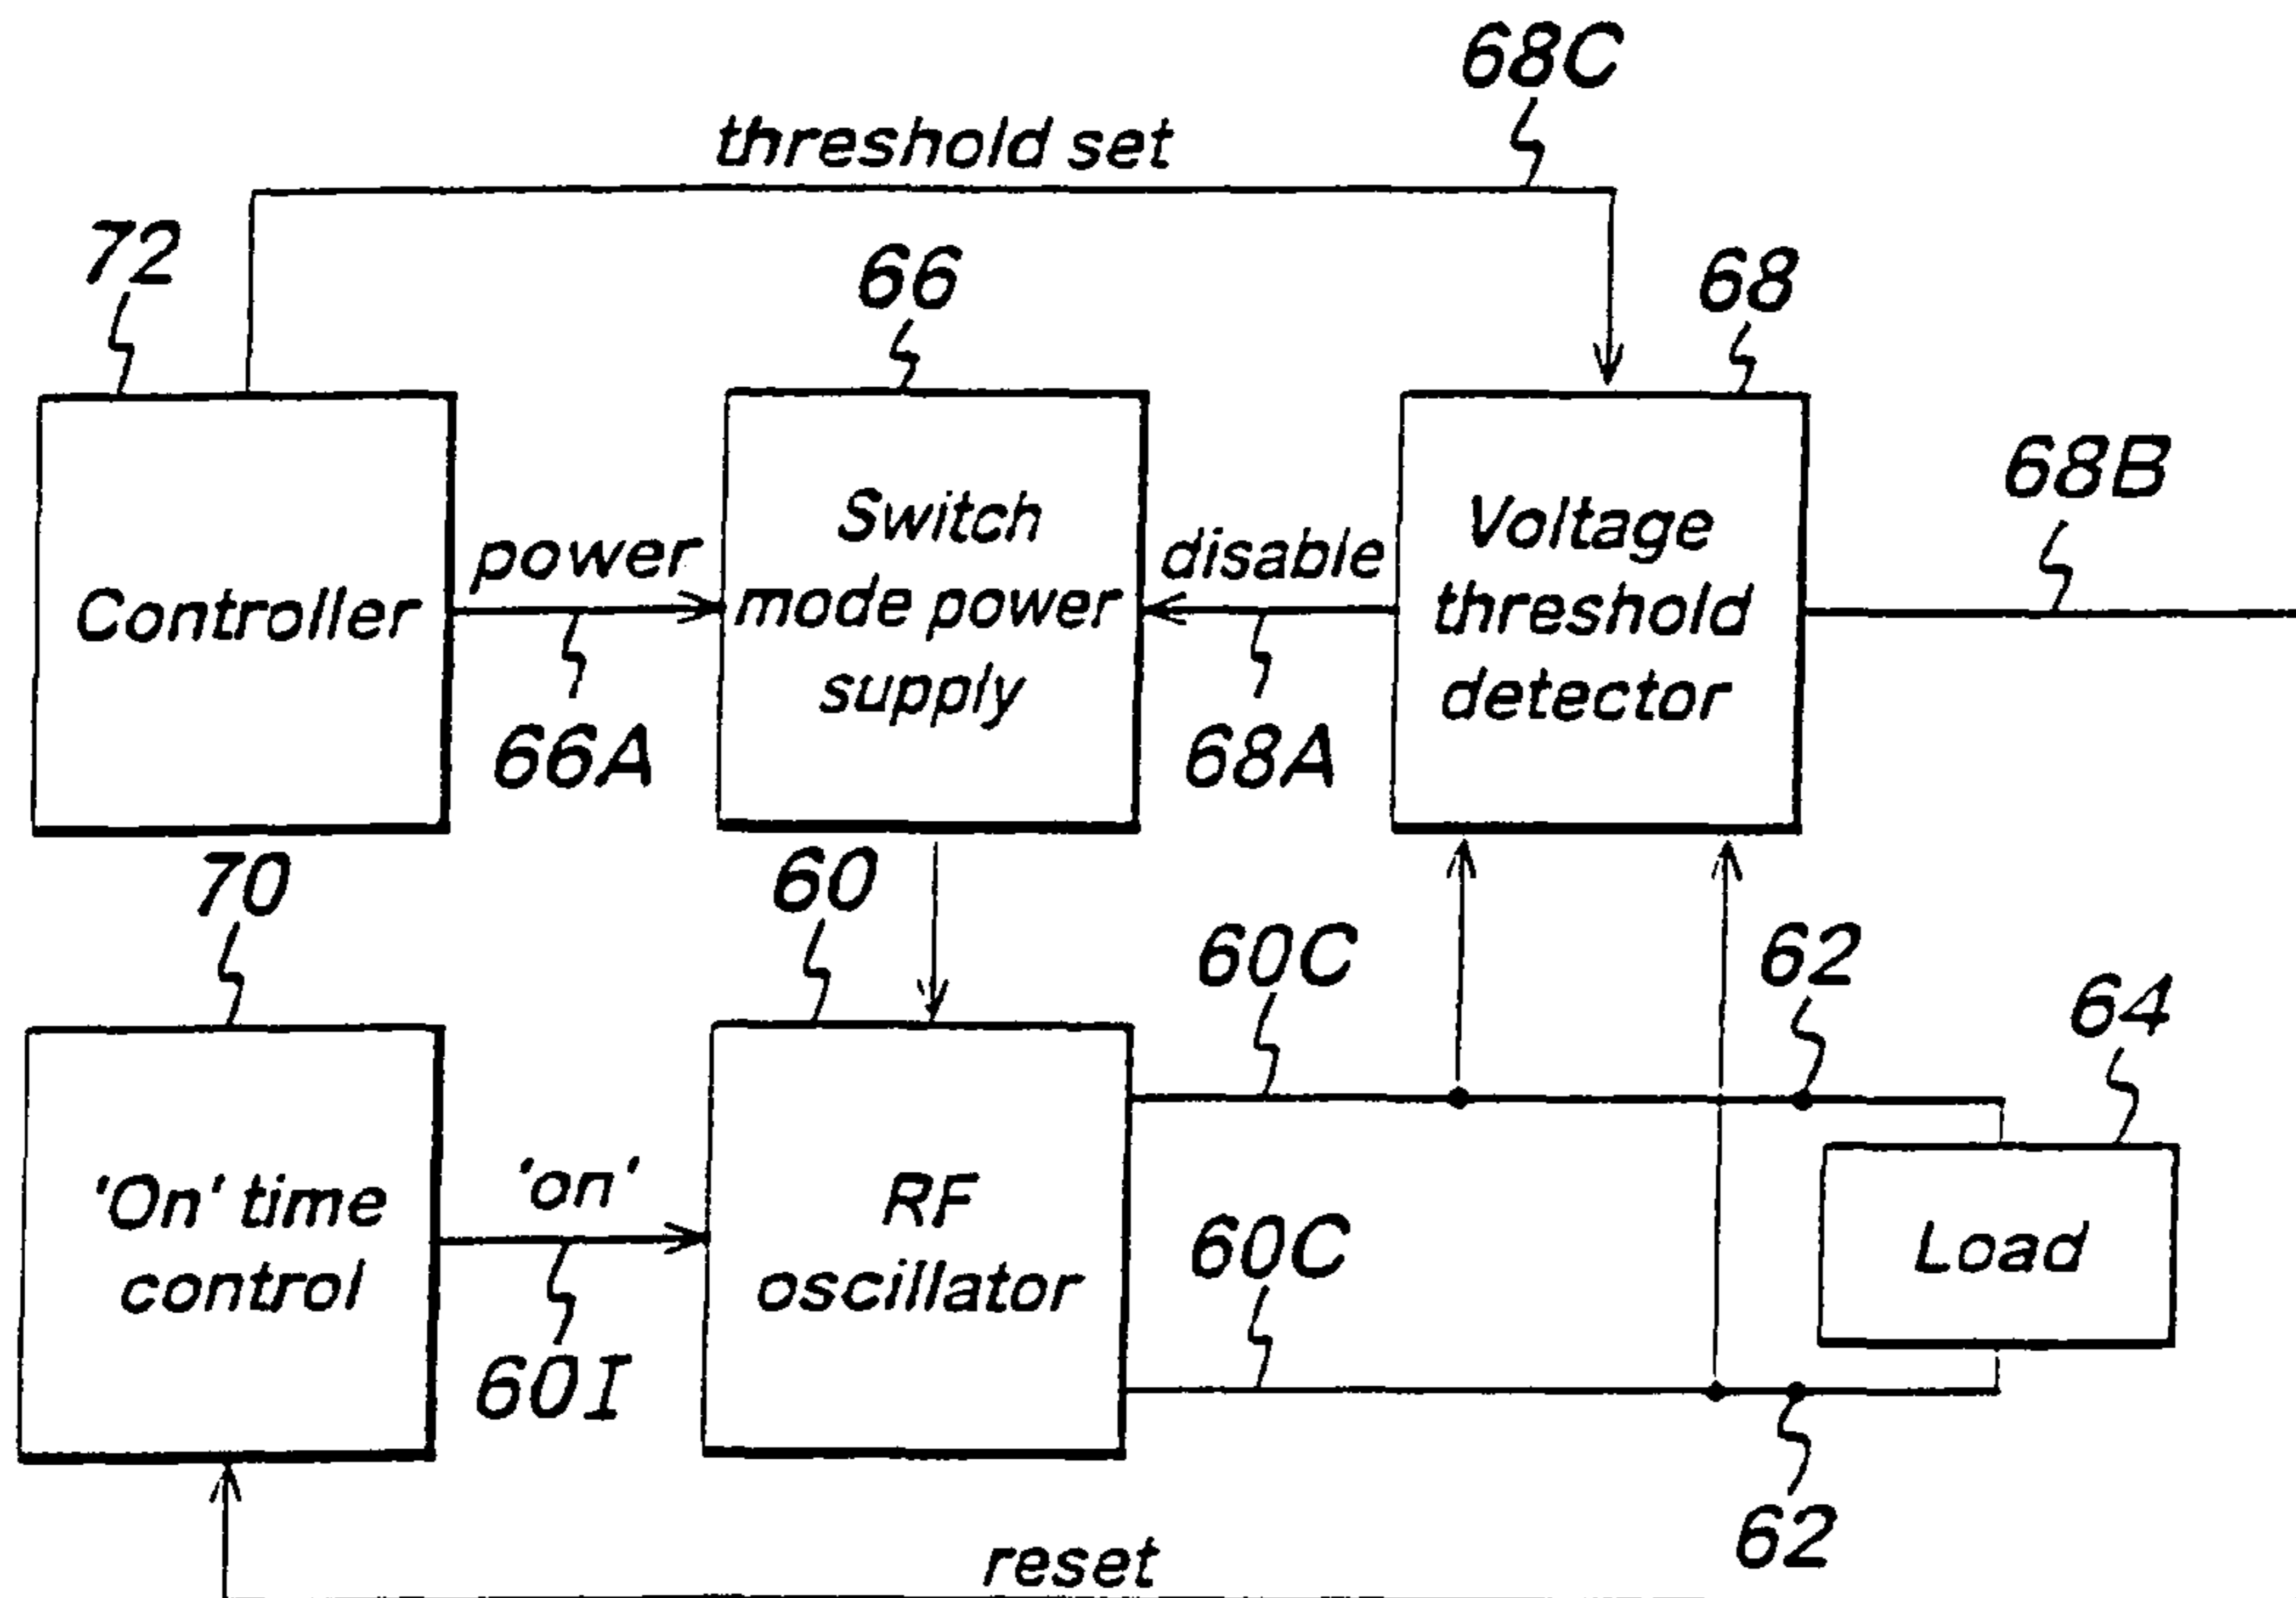 68C
threshold set
72
66
68
68B
Controller
power
66A
Switch
mode power
supply
disable
68A
Voltage
threshold
detector
70
60
60C
62
64
'On' time
control
'on'
60I
RF
oscillator
60C
Load
62
reset